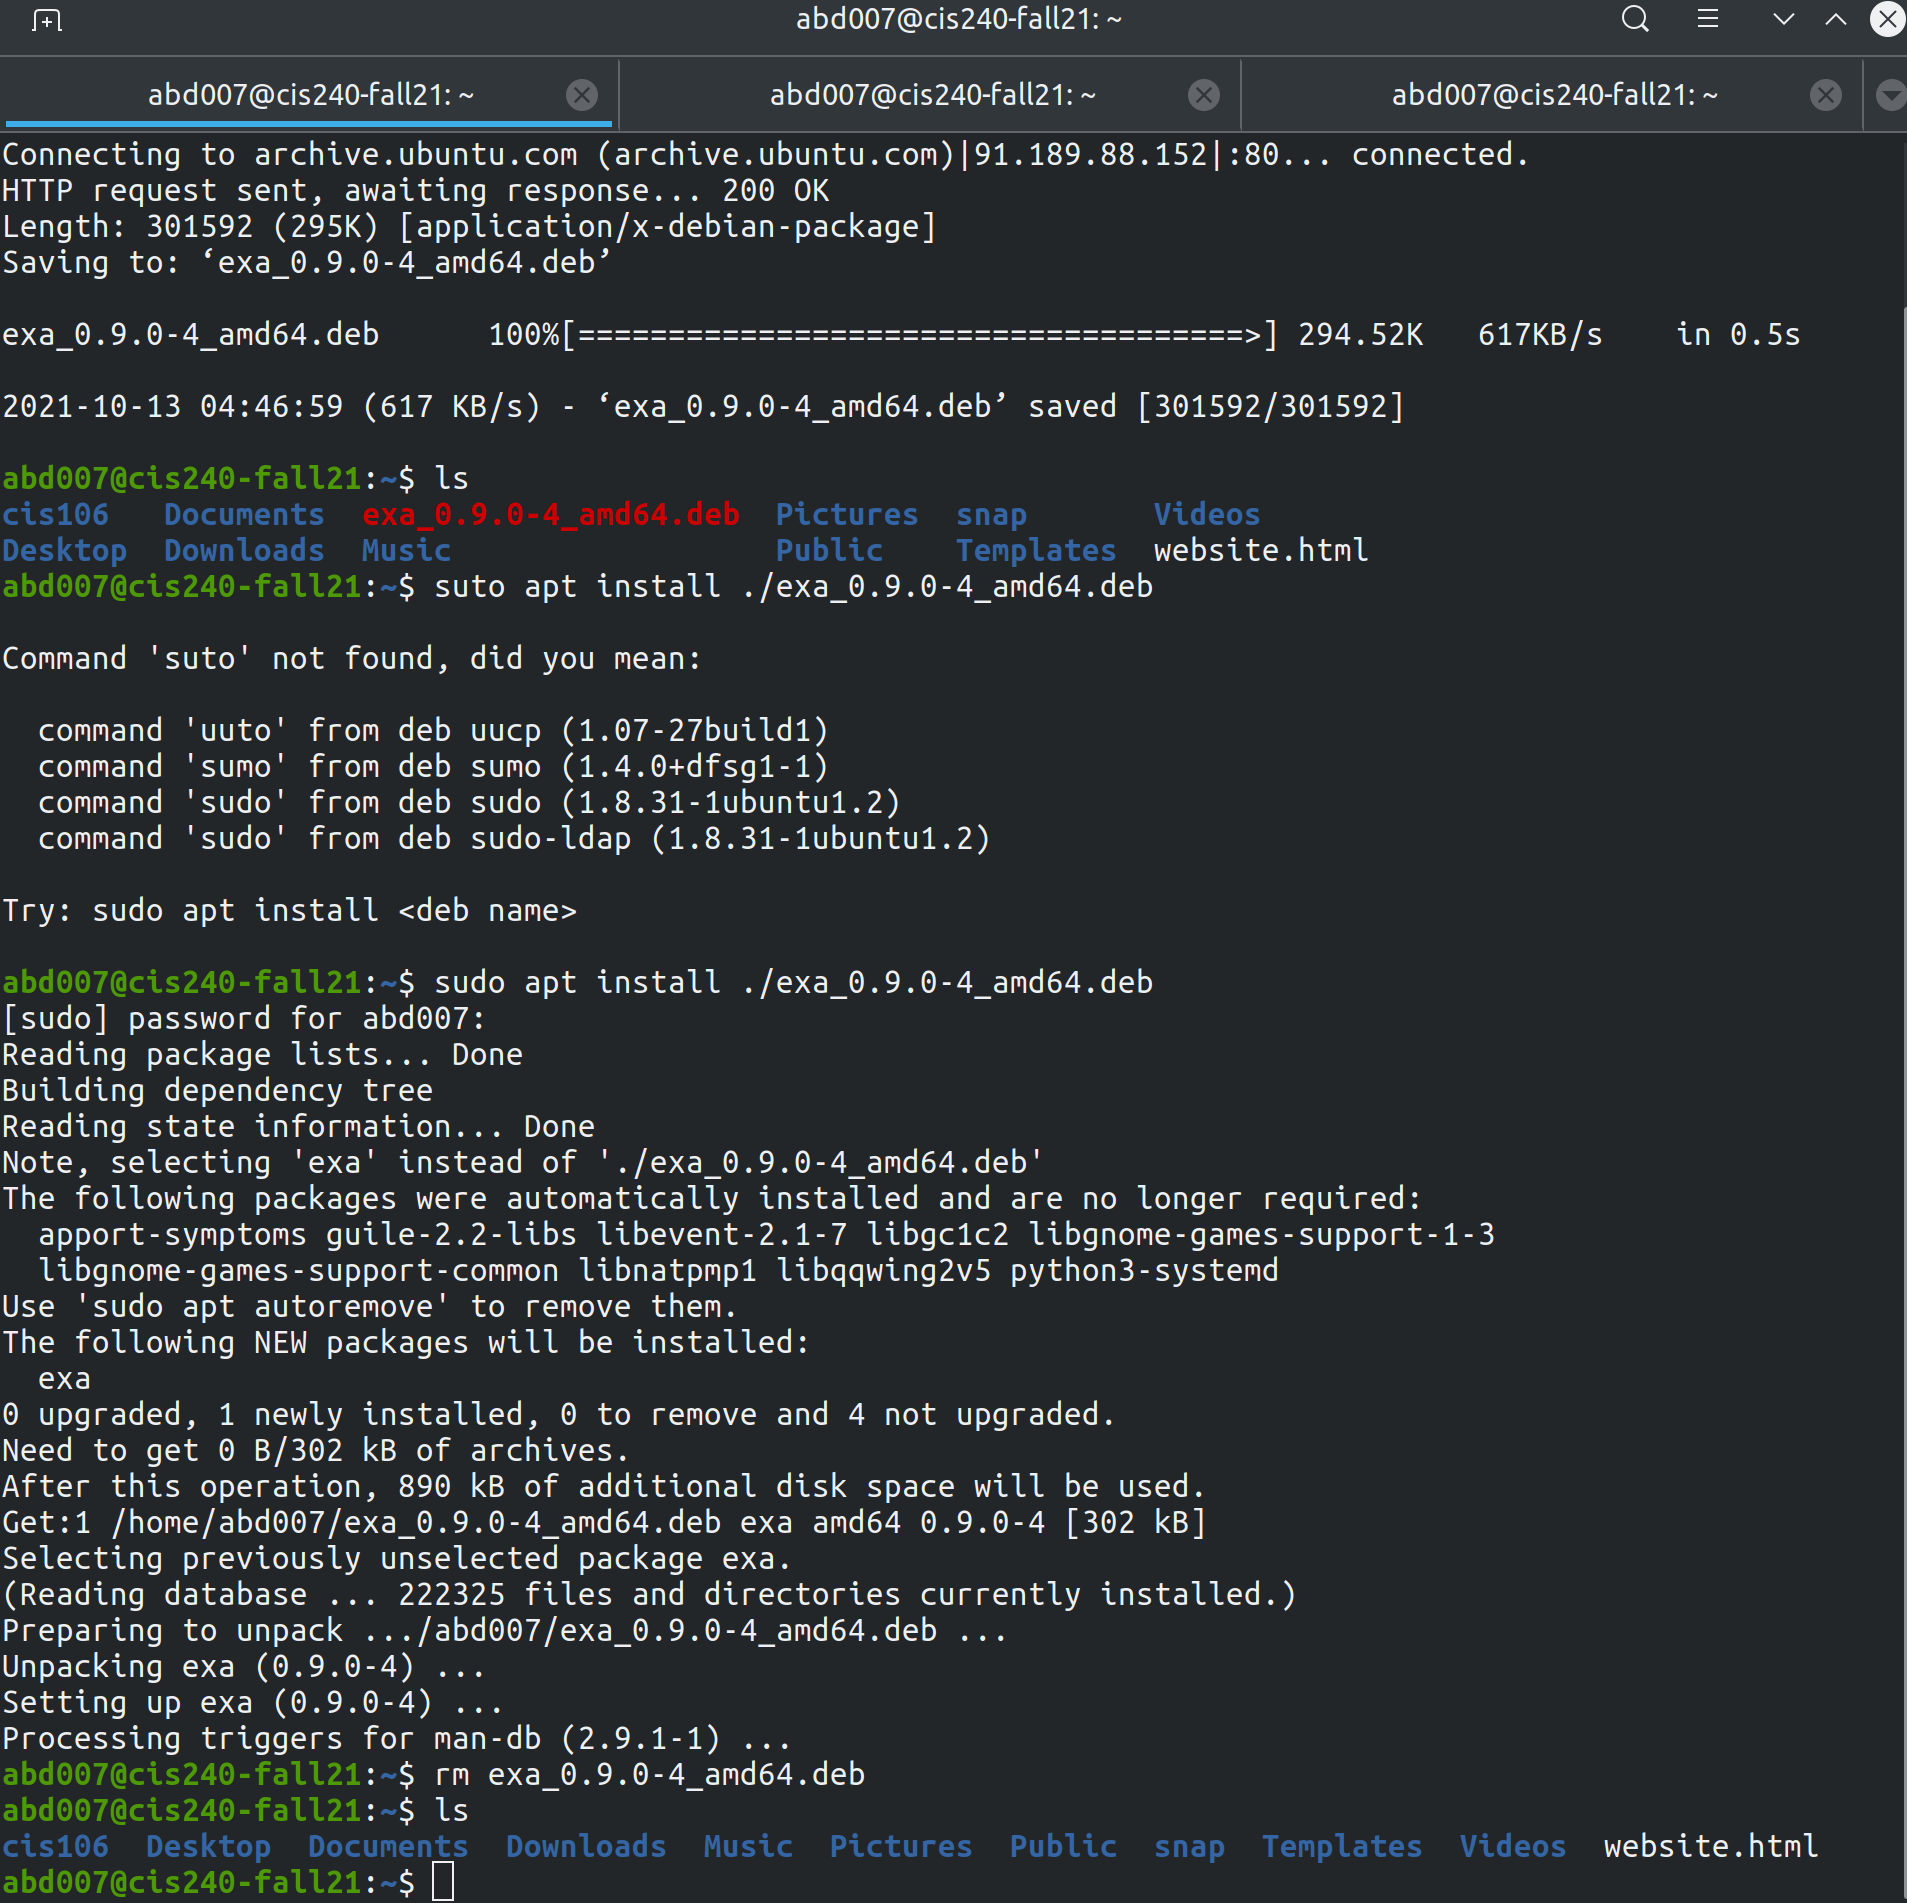 abd007@cis240-fall21: ~
abd007@cis240-fall21: ~ abd007@cis240-fall21: ~ abd007@cis240-fall21: ~
Connecting to archive.ubuntu.com (archive.ubuntu.com)|91.189.88.152|:80... connected.
HTTP request sent, awaiting response... 200 OK
Length: 301592 (295K) [application/x-debian-package]
Saving to: ‘exa_0.9.0-4_amd64.deb’
exa_0.9.0-4_amd64.deb      100%[=====================================>] 294.52K   617KB/s    in 0.5s
2021-10-13 04:46:59 (617 KB/s) - ‘exa_0.9.0-4_amd64.deb’ saved [301592/301592]
abd007@cis240-fall21:~$ ls
cis106   Documents  exa_0.9.0-4_amd64.deb  Pictures  snap       Videos
Desktop  Downloads  Music                  Public    Templates  website.html
abd007@cis240-fall21:~$ suto apt install ./exa_0.9.0-4_amd64.deb
Command 'suto' not found, did you mean:
  command 'uuto' from deb uucp (1.07-27build1)
  command 'sumo' from deb sumo (1.4.0+dfsg1-1)
  command 'sudo' from deb sudo (1.8.31-1ubuntu1.2)
  command 'sudo' from deb sudo-ldap (1.8.31-1ubuntu1.2)
Try: sudo apt install <deb name>
abd007@cis240-fall21:~$ sudo apt install ./exa_0.9.0-4_amd64.deb
[sudo] password for abd007:
Reading package lists... Done
Building dependency tree
Reading state information... Done
Note, selecting 'exa' instead of './exa_0.9.0-4_amd64.deb'
The following packages were automatically installed and are no longer required:
  apport-symptoms guile-2.2-libs libevent-2.1-7 libgc1c2 libgnome-games-support-1-3
  libgnome-games-support-common libnatpmp1 libqqwing2v5 python3-systemd
Use 'sudo apt autoremove' to remove them.
The following NEW packages will be installed:
  exa
0 upgraded, 1 newly installed, 0 to remove and 4 not upgraded.
Need to get 0 B/302 kB of archives.
After this operation, 890 kB of additional disk space will be used.
Get:1 /home/abd007/exa_0.9.0-4_amd64.deb exa amd64 0.9.0-4 [302 kB]
Selecting previously unselected package exa.
(Reading database ... 222325 files and directories currently installed.)
Preparing to unpack .../abd007/exa_0.9.0-4_amd64.deb ...
Unpacking exa (0.9.0-4) ...
Setting up exa (0.9.0-4) ...
Processing triggers for man-db (2.9.1-1) ...
abd007@cis240-fall21:~$ rm exa_0.9.0-4_amd64.deb
abd007@cis240-fall21:~$ ls
cis106  Desktop  Documents  Downloads  Music  Pictures  Public  snap  Templates  Videos  website.html
abd007@cis240-fall21:~$